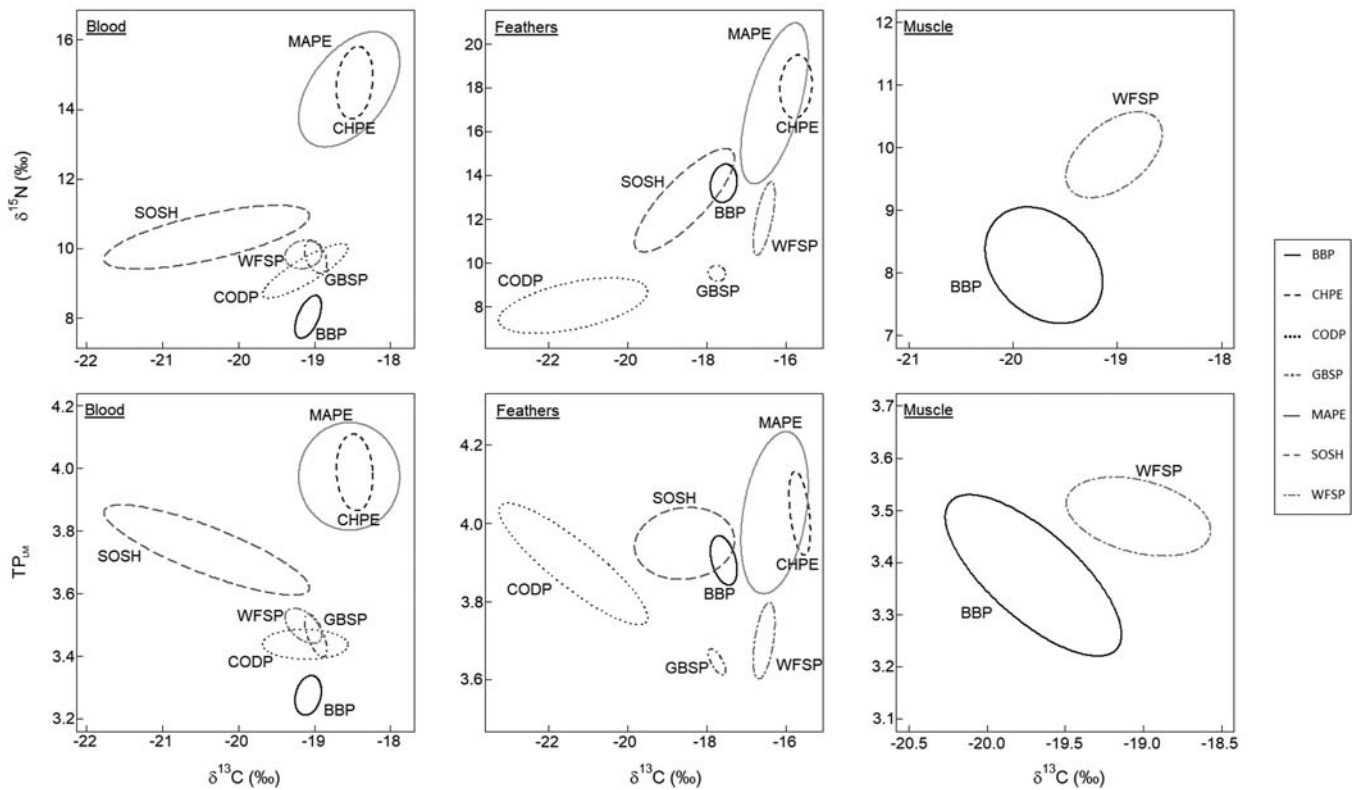 Blood
MAPE
CHPE
SOSH
WFSP
GBSP
CODP
BBP
16
14
12
10
8
-22
-21
-20
-19
-18
δ¹⁵N (‰)
Feathers
MAPE
CHPE
SOSH
BBP
WFSP
GBSP
CODP
20
18
16
14
12
10
8
-22
-20
-18
-16
Muscle
WFSP
BBP
12
11
10
9
8
7
-21
-20
-19
-18
Blood
MAPE
CHPE
SOSH
WFSP
GBSP
CODP
BBP
4.2
4.0
3.8
3.6
3.4
3.2
-22
-21
-20
-19
-18
TP_LM
δ¹³C (‰)
Feathers
MAPE
SOSH
CHPE
CODP
BBP
GBSP
WFSP
4.2
4.0
3.8
3.6
-22
-20
-18
-16
δ¹³C (‰)
Muscle
WFSP
BBP
3.7
3.6
3.5
3.4
3.3
3.2
3.1
-20.5
-20.0
-19.5
-19.0
-18.5
δ¹³C (‰)
BBP
CHPE
CODP
GBSP
MAPE
SOSH
WFSP